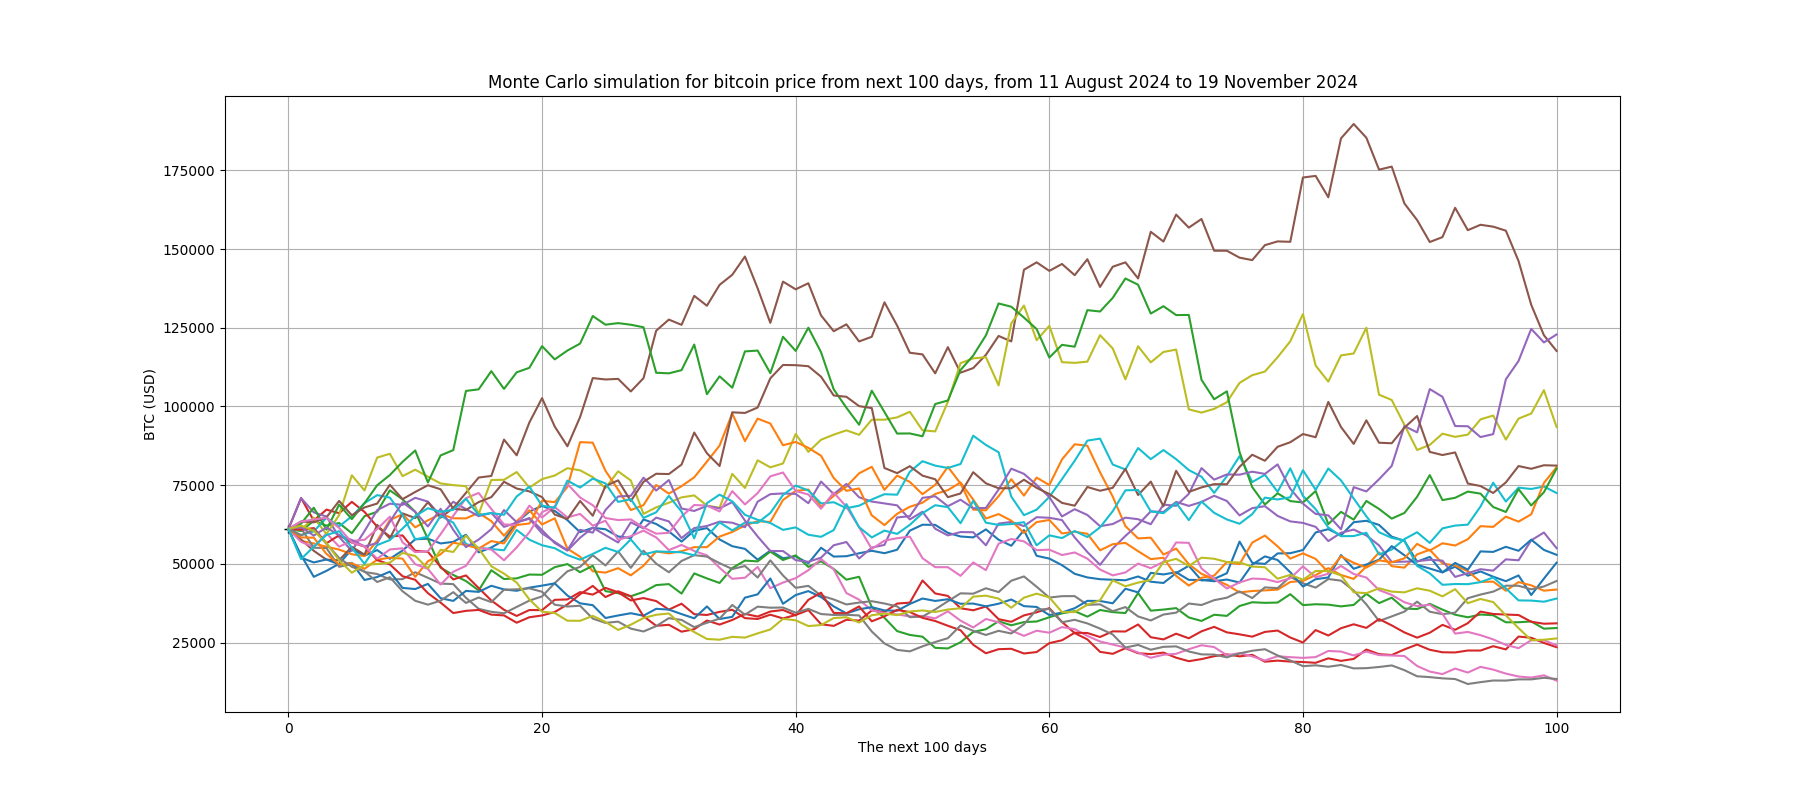 Monte Carlo simulation for bitcoin price from next 100 days, from 11 August 2024 to 19 November 2024
175000
150000
125000
100000
75000
50000
25000
BTC (USD)
0 20 40 60 80 100
The next 100 days